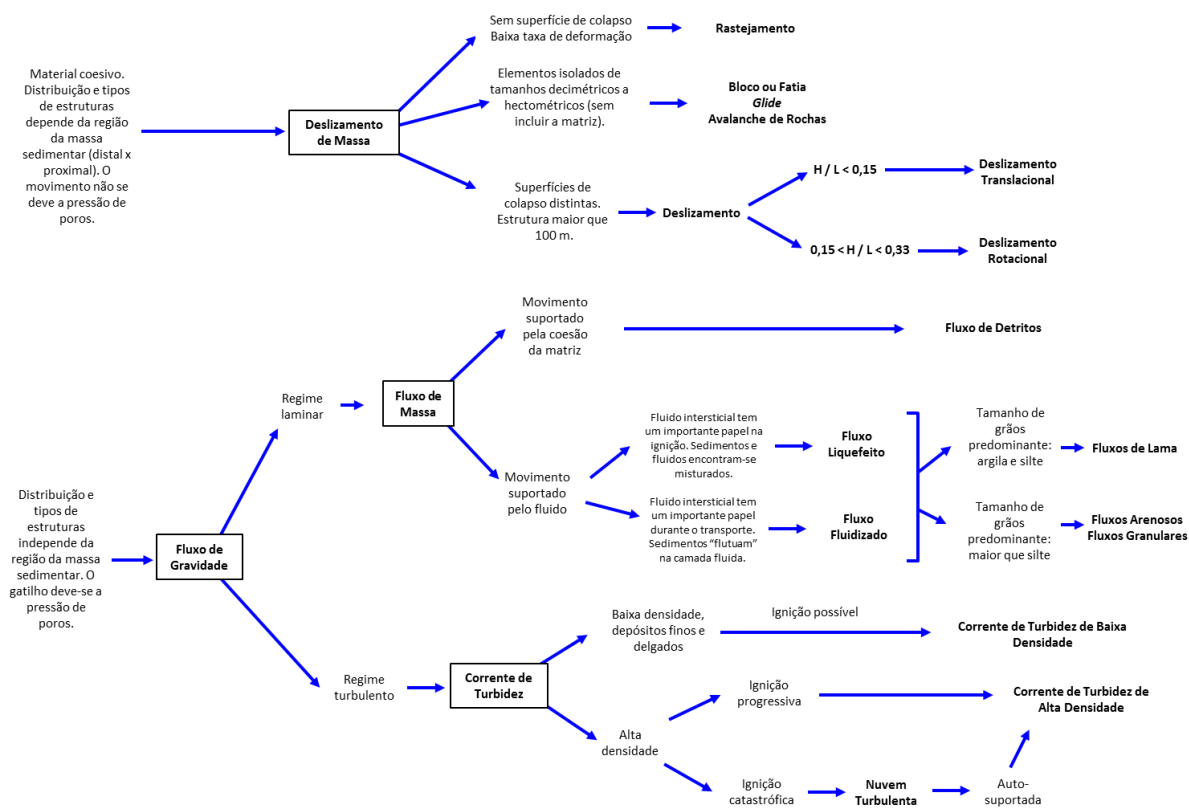 Material coesivo.
Distribuição e tipos
de estruturas
depende da região
da massa
sedimentar (distal x
proximal). O
movimento não se
deve a pressão de
poros.
Deslizamento
de Massa
Sem superfície de colapso
Baixa taxa de deformação
Rastejamento
Elementos isolados de
tamanhos decimétricos a
hectométricos (sem
incluir a matriz).
Bloco ou Fatia
Glide
Avalanche de Rochas
Superfícies de
colapso distintas.
Estrutura maior que
100 m.
Deslizamento
H / L < 0,15
Deslizamento
Translacional
0,15 < H / L < 0,33
Deslizamento
Rotacional
Distribuição e
tipos de
estruturas
independe da
região da massa
sedimentar. O
gatilho deve-se a
pressão de
poros.
Fluxo de
Gravidade
Regime
laminar
Fluxo de
Massa
Movimento
suportado
pela coesão
da matriz
Fluxo de Detritos
Movimento
suportado
pelo fluido
Fluido intersticial tem
um importante papel na
ignição. Sedimentos e
fluidos encontram-se
misturados.
Fluxo
Liquefeito
Fluido intersticial tem
um importante papel
durante o transporte.
Sedimentos “flutuam”
na camada fluida.
Fluxo
Fluidizado
Tamanho de
grãos
predominante:
argila e silte
Fluxos de Lama
Tamanho de
grãos
predominante:
maior que silte
Fluxos Arenosos
Fluxos Granulares
Regime
turbulento
Corrente de
Turbidez
Baixa densidade,
depósitos finos e
delgados
Ignição possível
Corrente de Turbidez de Baixa
Densidade
Alta
densidade
Ignição
progressiva
Corrente de Turbidez de
Alta Densidade
Ignição
catastrófica
Nuvem
Turbulenta
Auto-
suportada